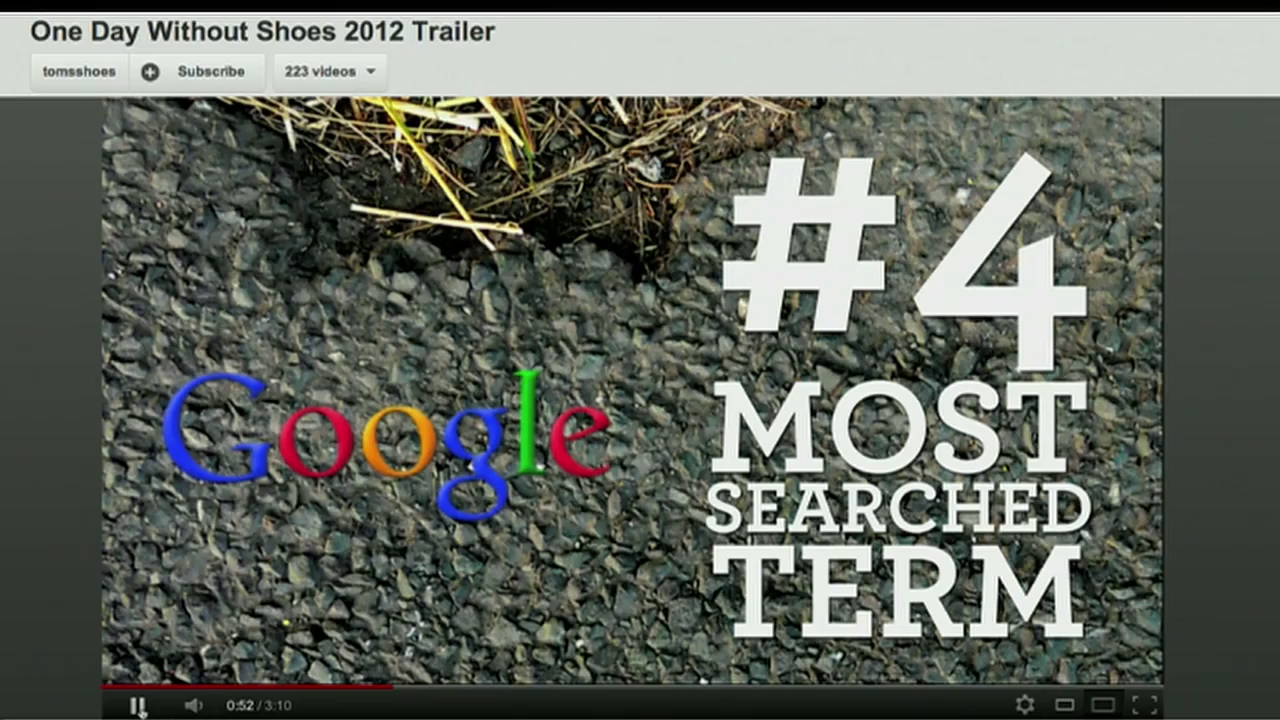 One Day Without Shoes 2012 Trailer
tomsshoes
Subscribe
223 videos
#4
MOST
Google
SEARCHED
TERM
0:52 / 3:10